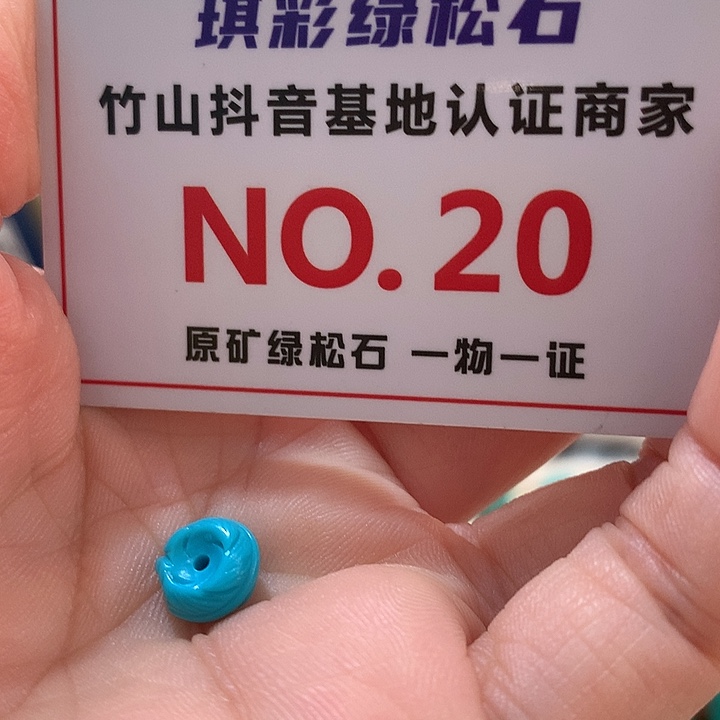 琪彩绿松石
竹山抖音基地认证商家
NO. 20
原矿绿松石 一物一证